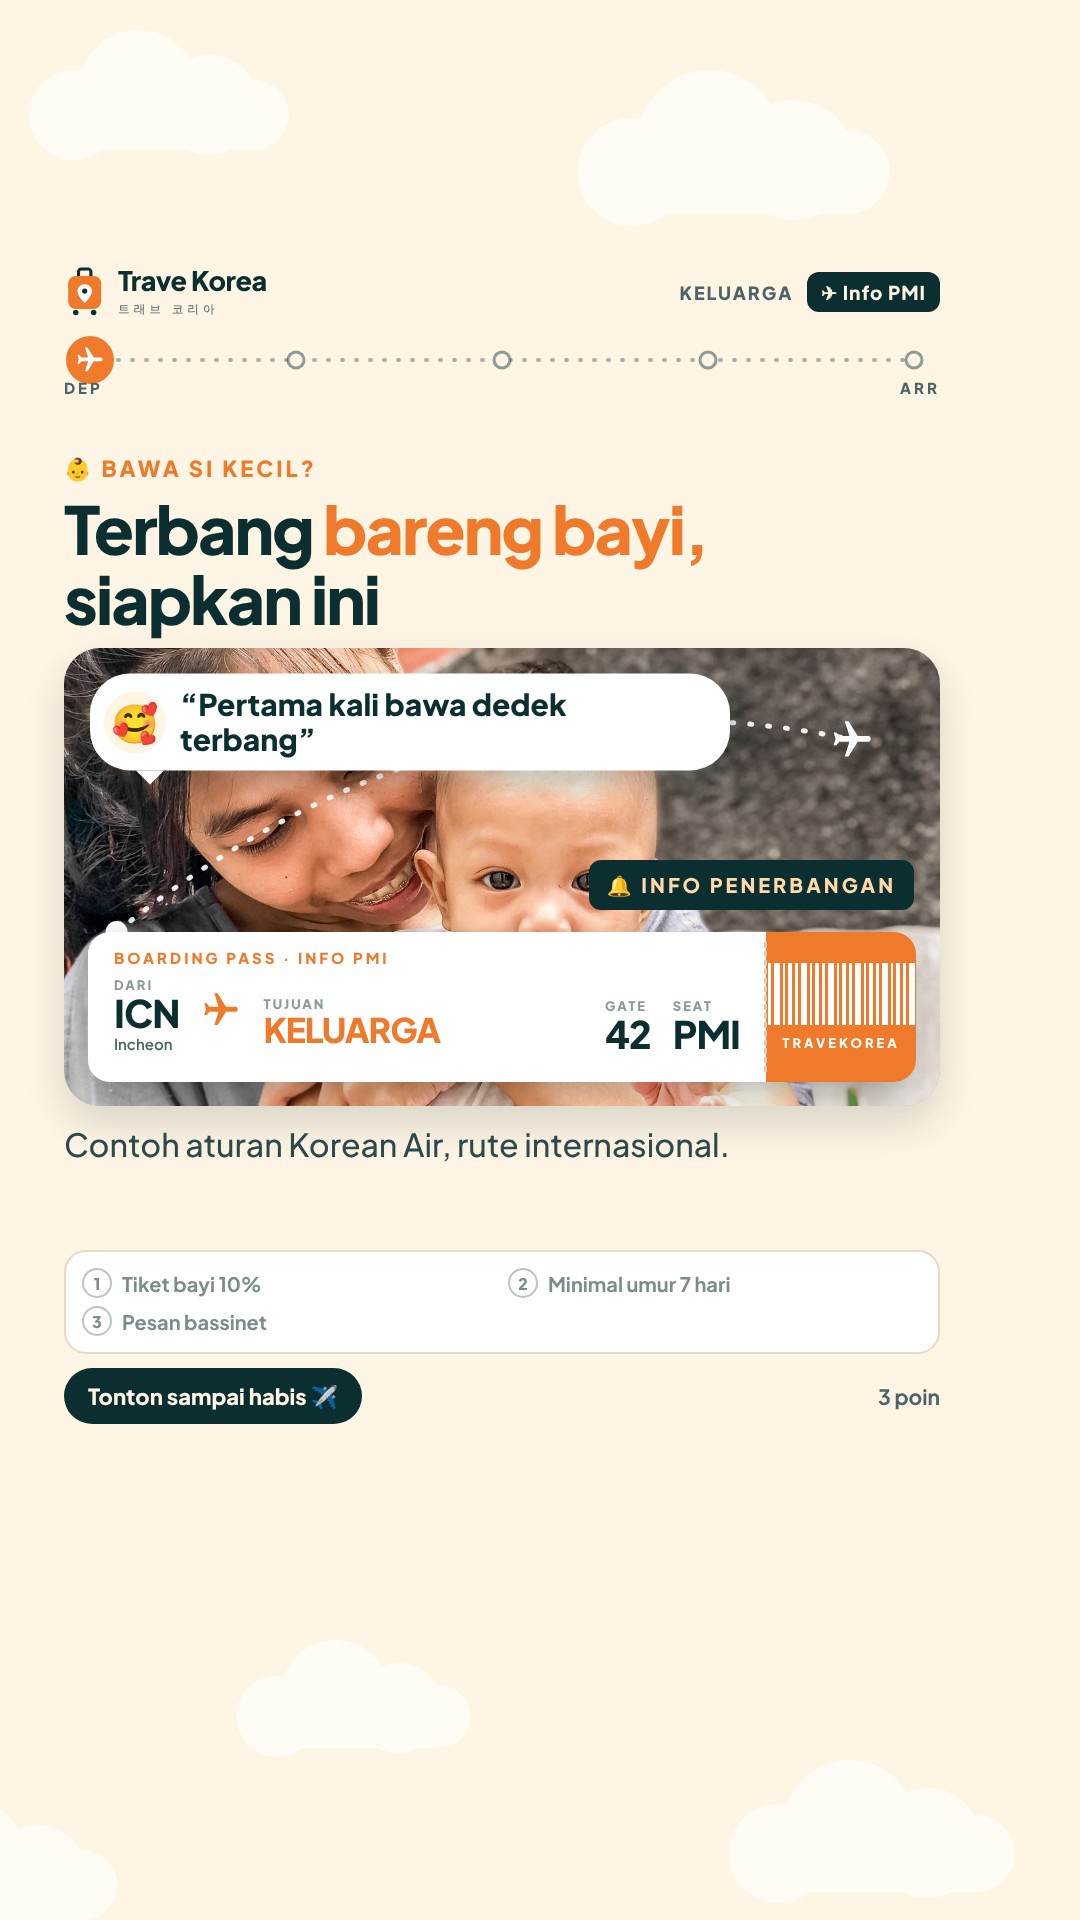 Trave Korea
트래브 코리아
KELUARGA
✈ Info PMI
DEP
ARR
👶 BAWA SI KECIL?
Terbang bareng bayi,
siapkan ini
🥰 “Pertama kali bawa dedek
terbang”
🔔 INFO PENERBANGAN
BOARDING PASS · INFO PMI
DARI
ICN
Incheon
TUJUAN
KELUARGA
GATE
42
SEAT
PMI
TRAVEKOREA
Contoh aturan Korean Air, rute internasional.
1 Tiket bayi 10%
2 Minimal umur 7 hari
3 Pesan bassinet
Tonton sampai habis ✈️
3 poin